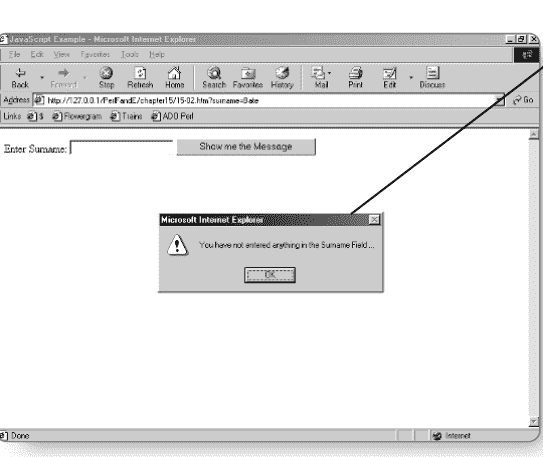 JavaScript Example - Microsoft Internet Explorer
File Edit View Favorites Tools Help
Back Forward Stop Refresh Home Search Favorites History Mail Print Edit Discuss
Address http://127.0.0.1/PerlFandE/chapter15/15-02.htm?surname=Bate Go
Links $ Flowergram Trains ADO Perl
Enter Surname: Show me the Message
Microsoft Internet Explorer
You have not entered anything in the Surname Field ...
OK
Done Internet